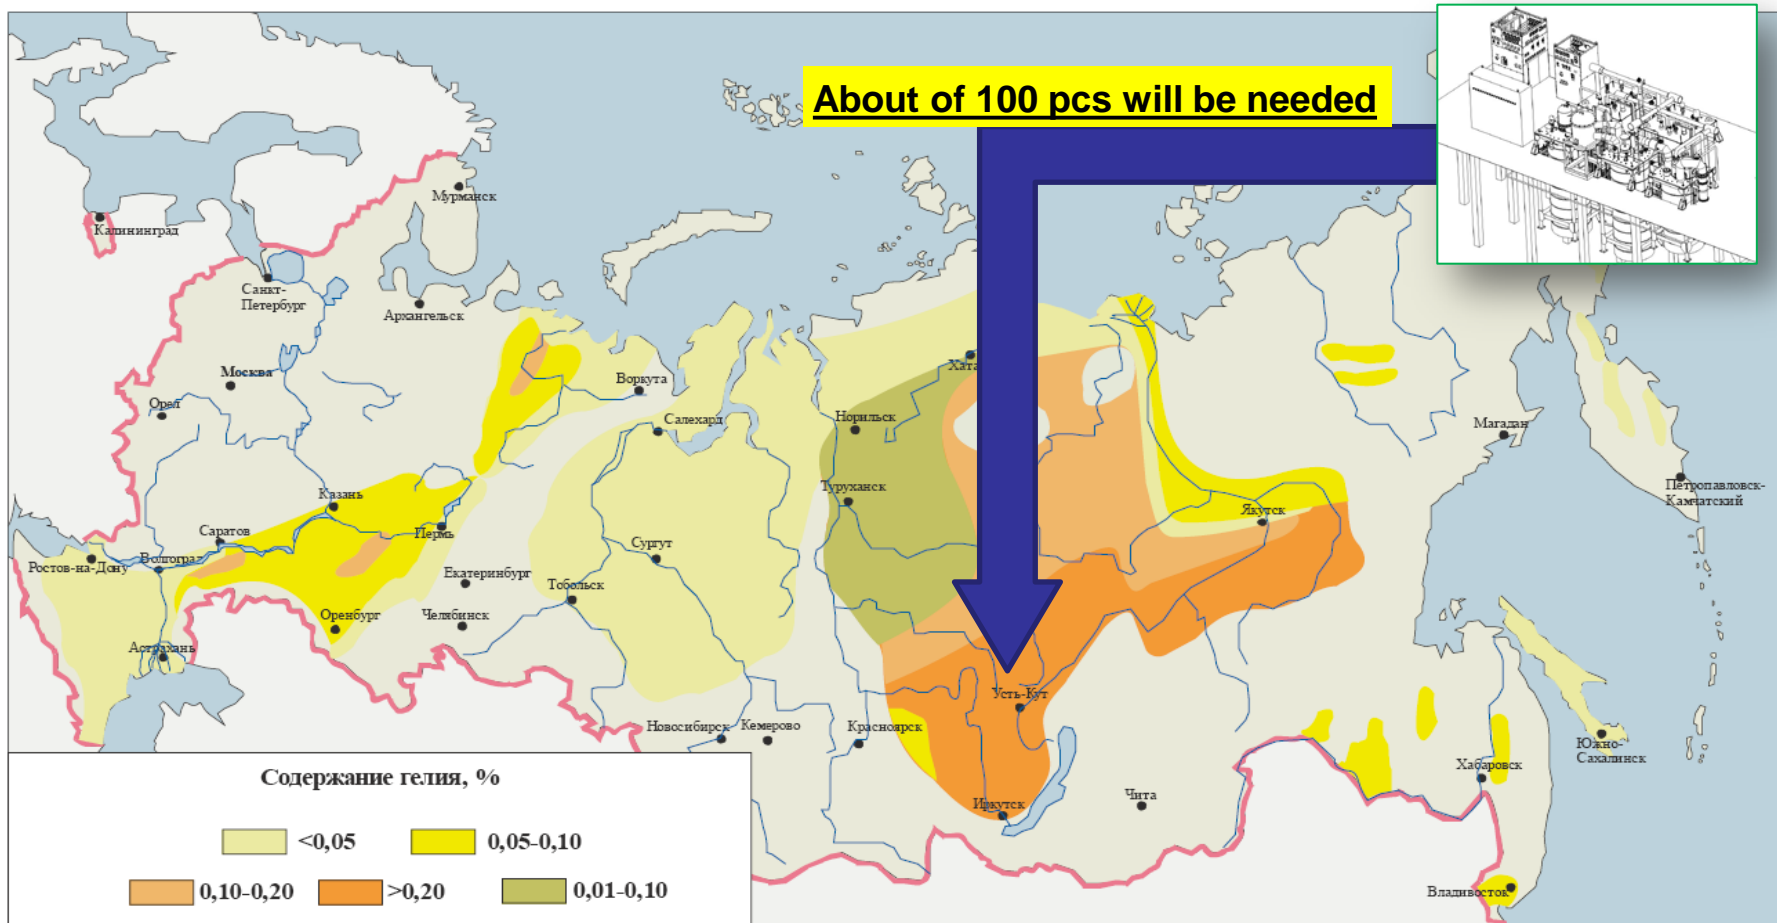 About of 100 pcs will be needed
Мурманск
Калининград
Санкт-
Петербург
Архангельск
Москва
Орел
Воркута
Салехард
Хата
Норильск
Магадан
Туруханск
Петропавловск-
Камчатский
Казань
Пермь
Якутск
Саратов
Волгоград
Ростов-на-Дону
Сургут
Екатеринбург
Тобольск
Оренбург
Челябинск
Астрахань
Усть-Кут
Новосибирск
Кемерово
Красноярск
Южно-
Сахалинск
Хабаровск
Чита
Иркутск
Владивосток
Содержание гелия, %
<0,05
0,05-0,10
0,10-0,20
>0,20
0,01-0,10